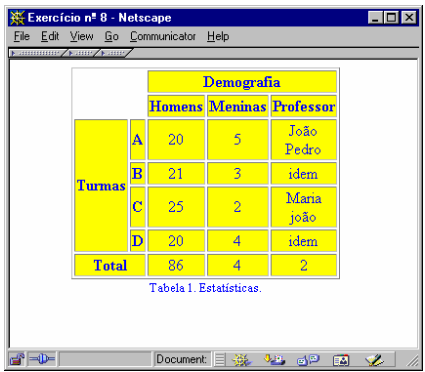 Exercício nº 8 - Netscape
File Edit View Go Communicator Help
Demografia
Homens Meninas Professor
Turmas A 20 5 João Pedro
B 21 3 idem
C 25 2 Maria joão
D 20 4 idem
Total 86 4 2
Tabela 1. Estatísticas.
Document: